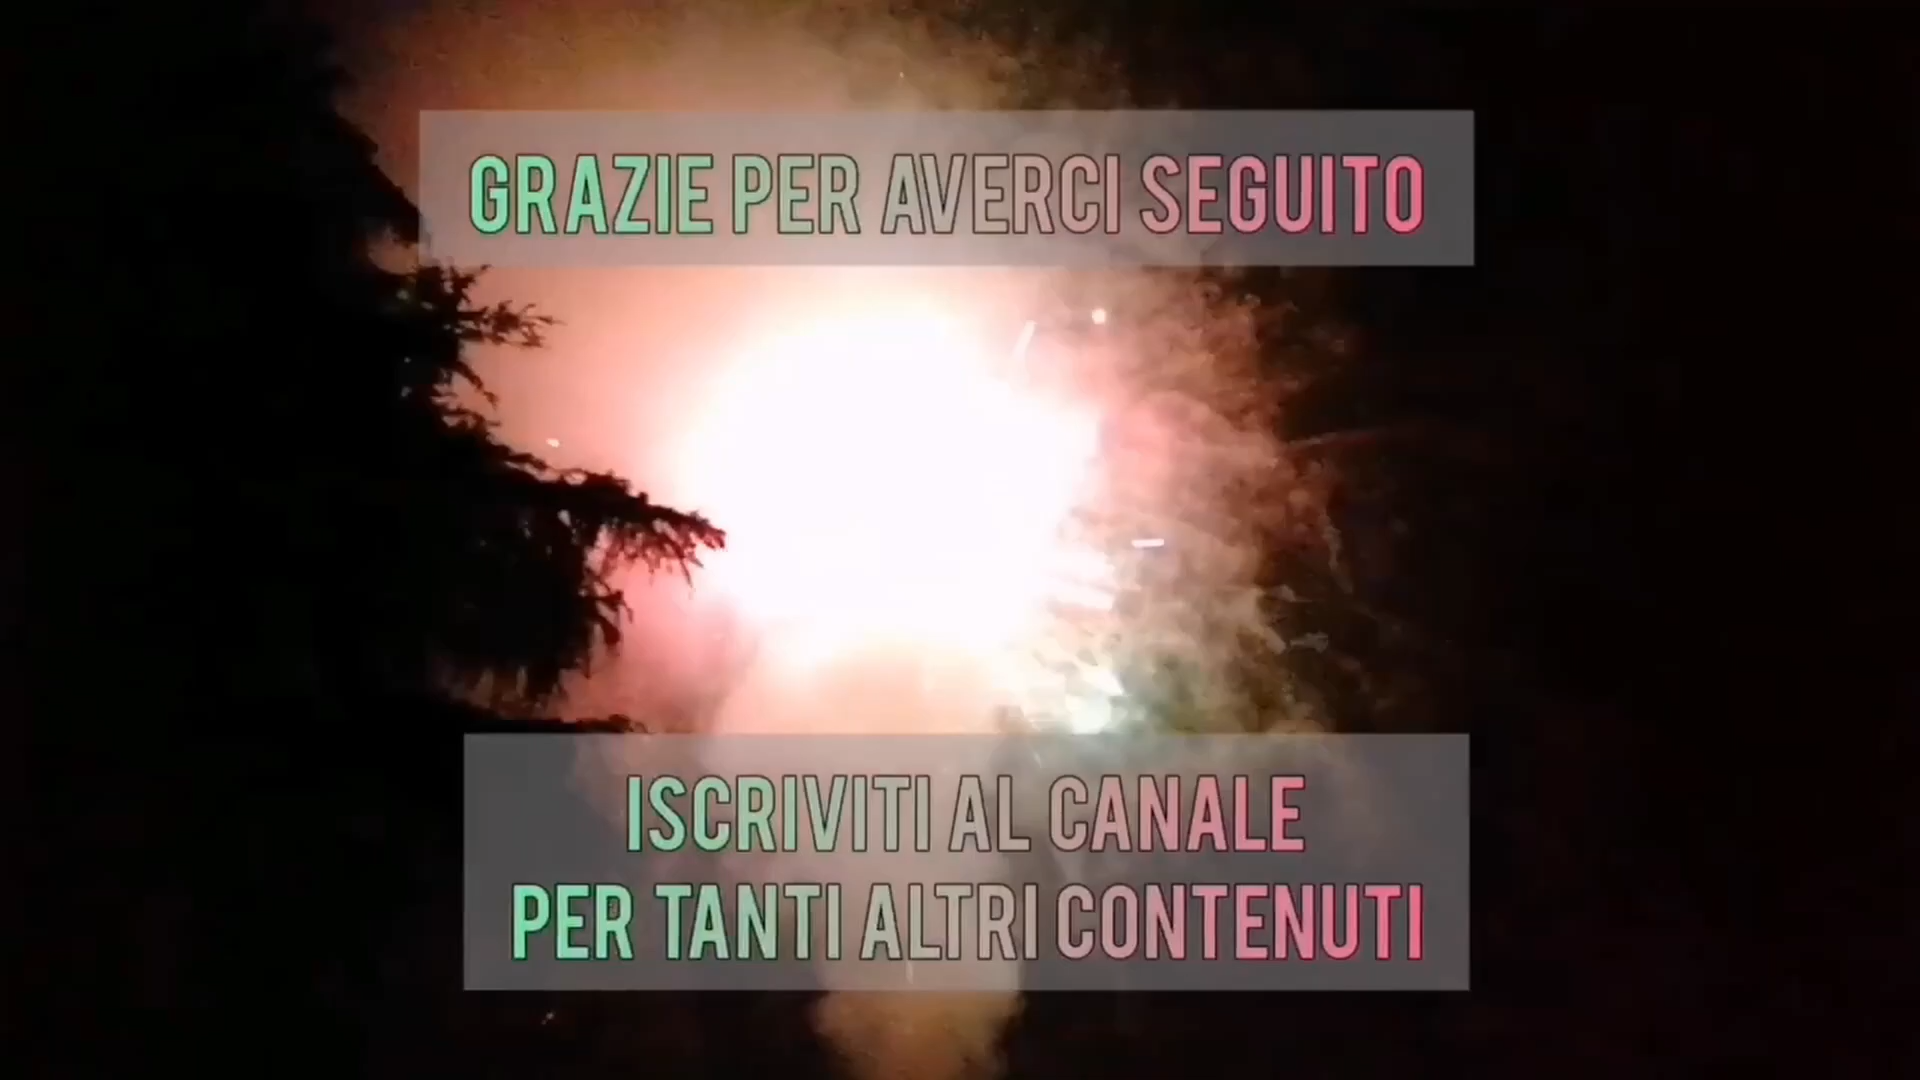 GRAZIE PER AVERCI SEGUITO
ISCRIVITI AL CANALE
PER TANTI ALTRI CONTENUTI